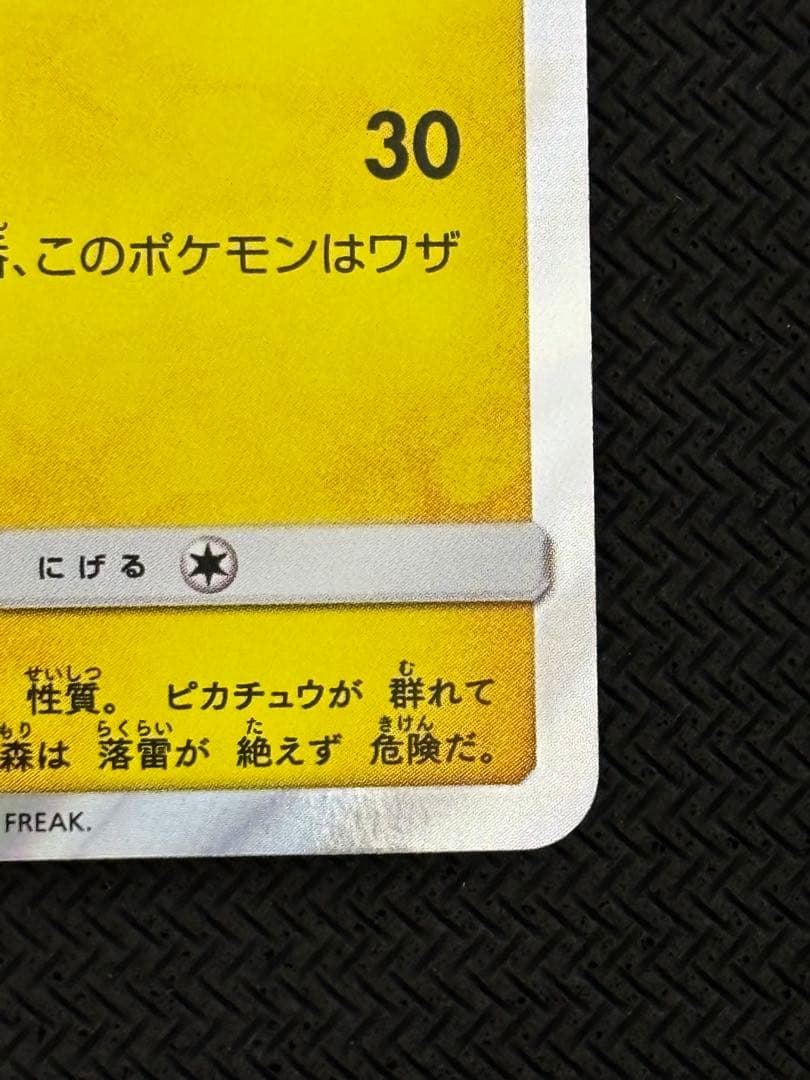 30
、このポケモンはワザ
にげる
せいしつ む
性質。 ピカチュウが 群れて
もり らくらい た きけん
森は 落雷が 絶えず 危険だ。
FREAK.